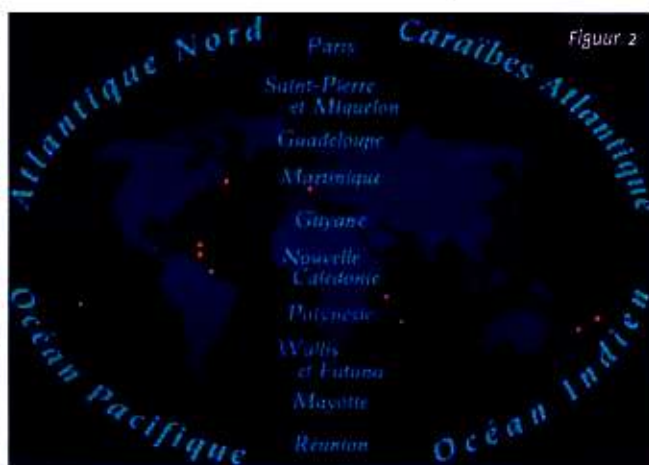 Atlantique Nord
Caraïbes Atlantique
Figuur 2
Paris
Saint-Pierre
et Miquelon
Guadeloupe
Martinique
Guyane
Nouvelle
Calédonie
Polynésie
Wallis
et Futuna
Mayotte
Réunion
Océan Pacifique
Océan Indien